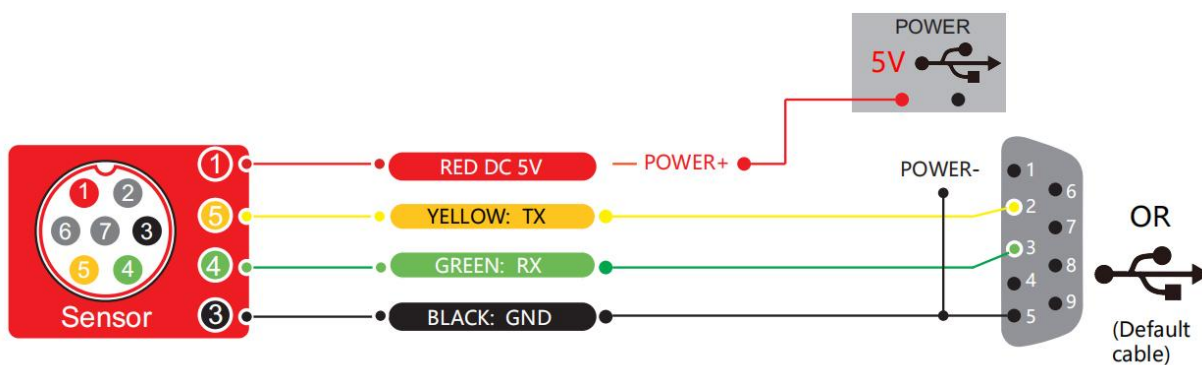 POWER
5V
1 RED DC 5V POWER+
POWER-
5 YELLOW: TX
4 GREEN: RX
3 BLACK: GND
1 2
6 7 3
5 4
Sensor
1
6
2
7
3
8
4
9
5
OR
(Default
cable)